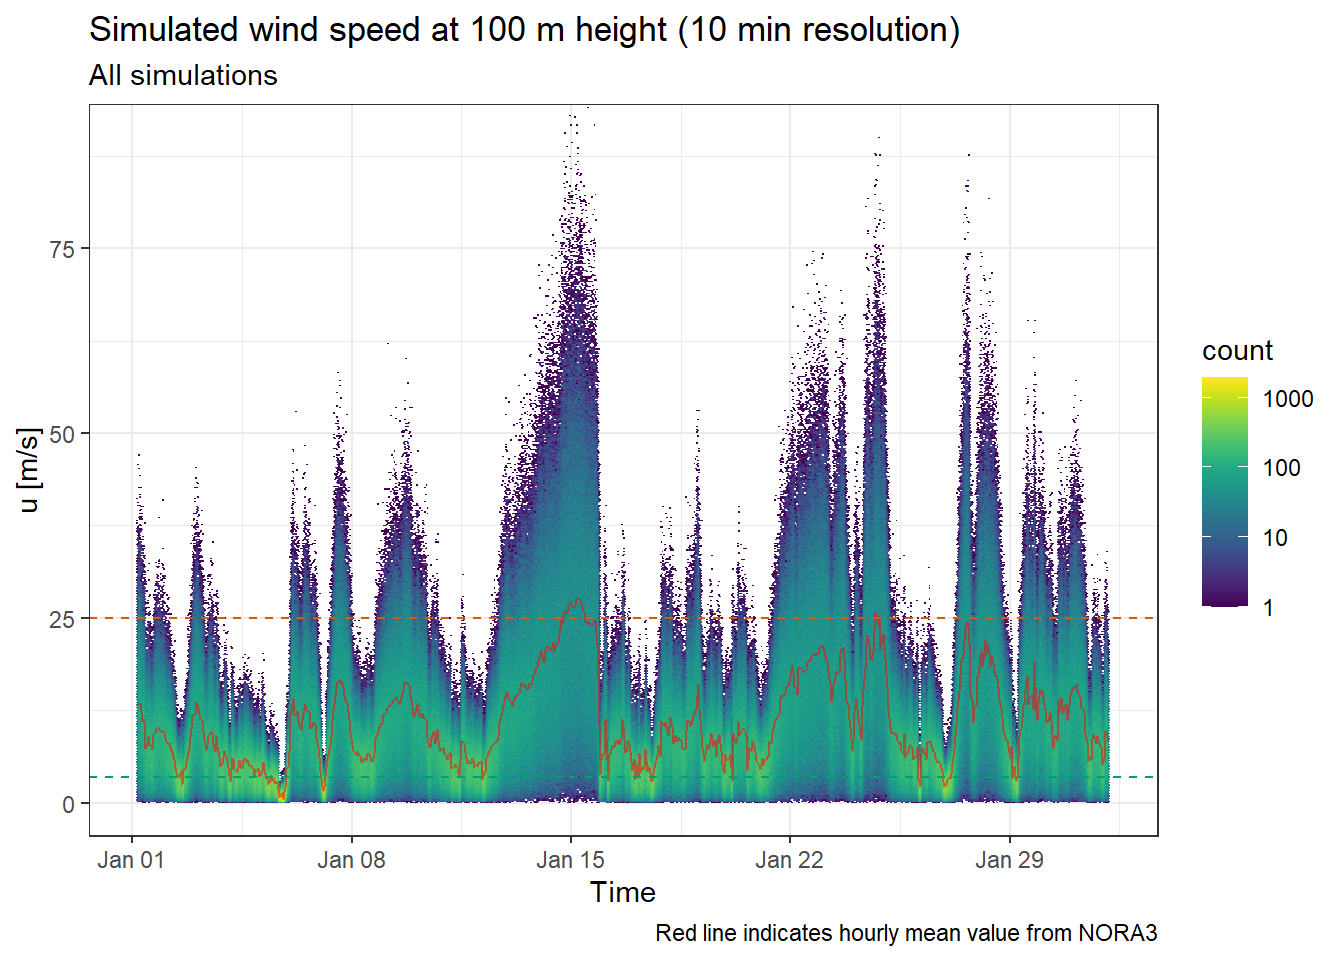 Simulated wind speed at 100 m height (10 min resolution)
All simulations
u [m/s]
75
50
25
0
Jan 01
Jan 08
Jan 15
Jan 22
Jan 29
Time
count
1000
100
10
1
Red line indicates hourly mean value from NORA3